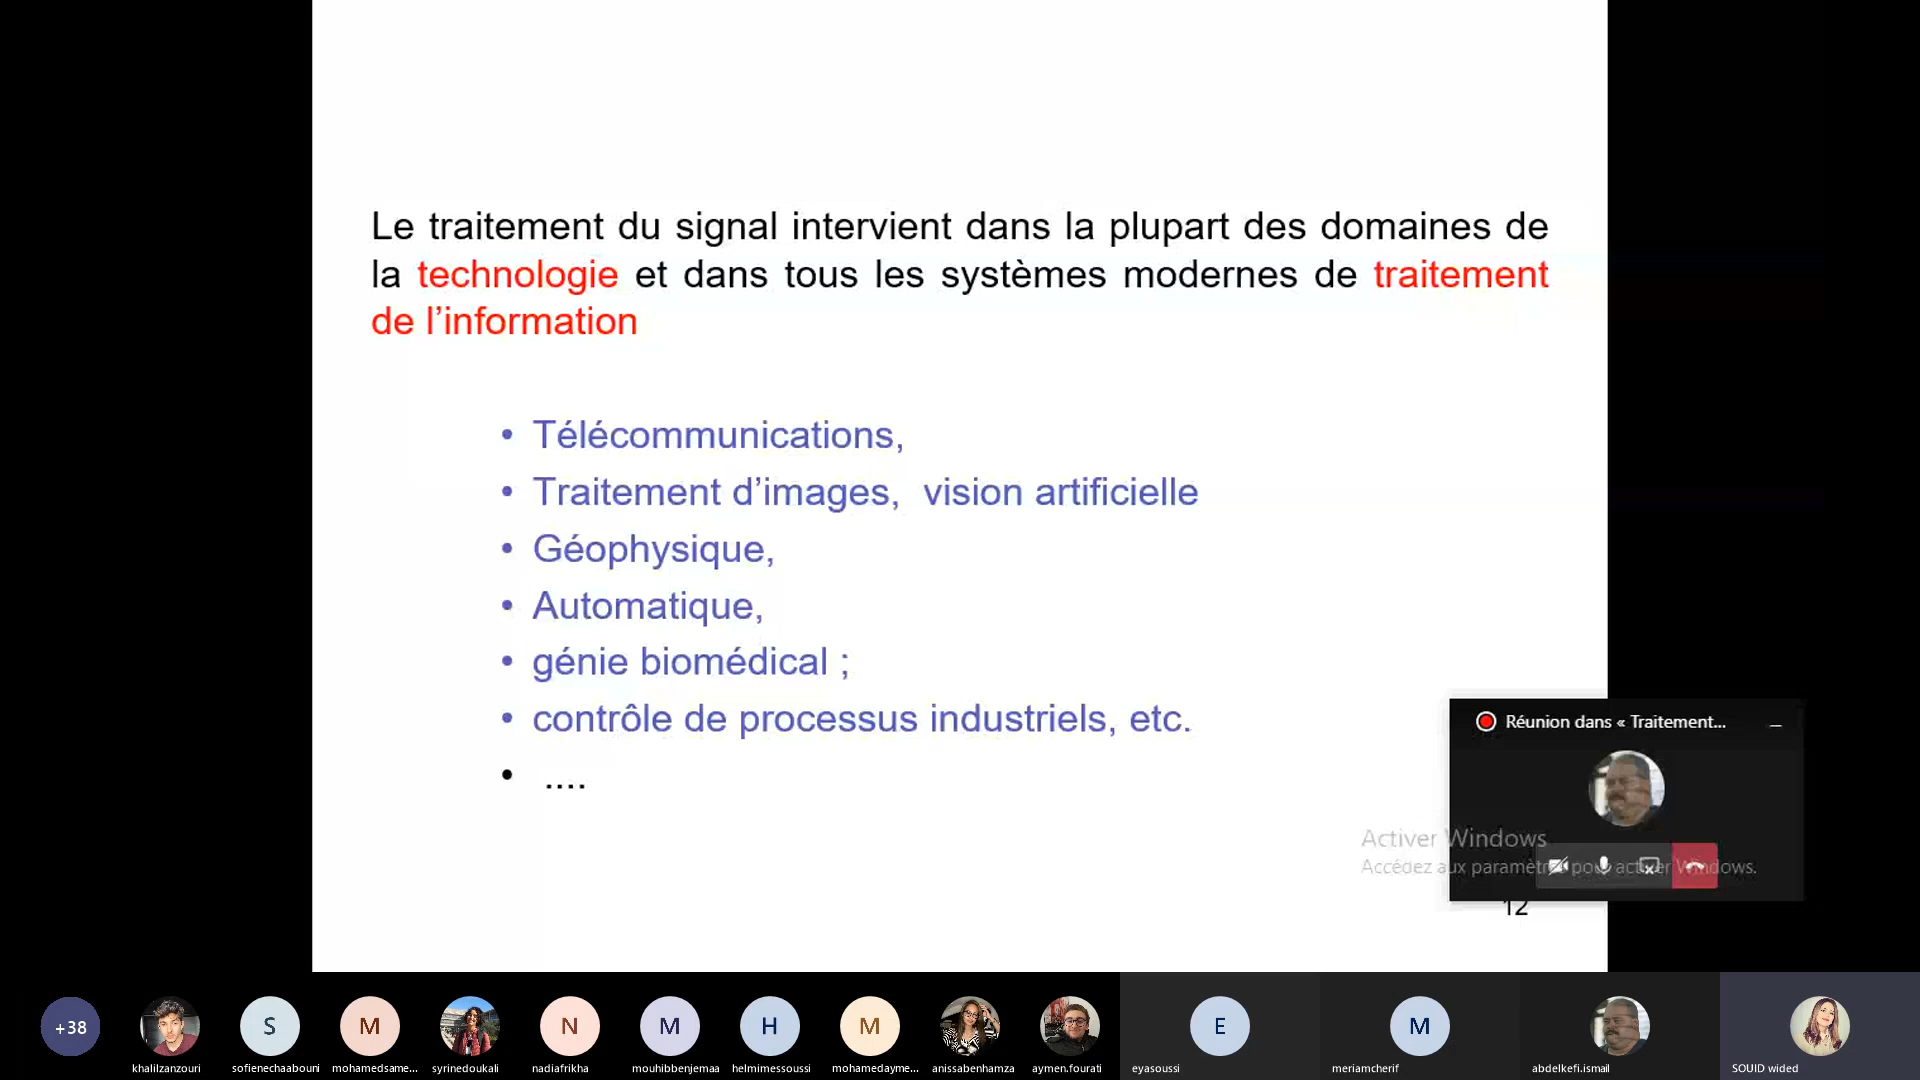 Le traitement du signal intervient dans la plupart des domaines de
la technologie et dans tous les systèmes modernes de traitement
de l’information
• Télécommunications,
• Traitement d’images, vision artificielle
• Géophysique,
• Automatique,
• génie biomédical ;
• contrôle de processus industriels, etc.
• ....
Réunion dans « Traitement...
Activer Windows
Accédez aux paramètres pour activer Windows.
12
+38
S
M
N
M
H
M
E
M
khalilzanzouri
sofienechaabouni
mohamedsame...
syrinedoukali
nadiafrikha
mouhibbenjemaa
helmimessoussi
mohamedayme...
anissabenhamza
aymen.fourati
eyasoussi
meriamcherif
abdelkefi.ismail
SOUID wided